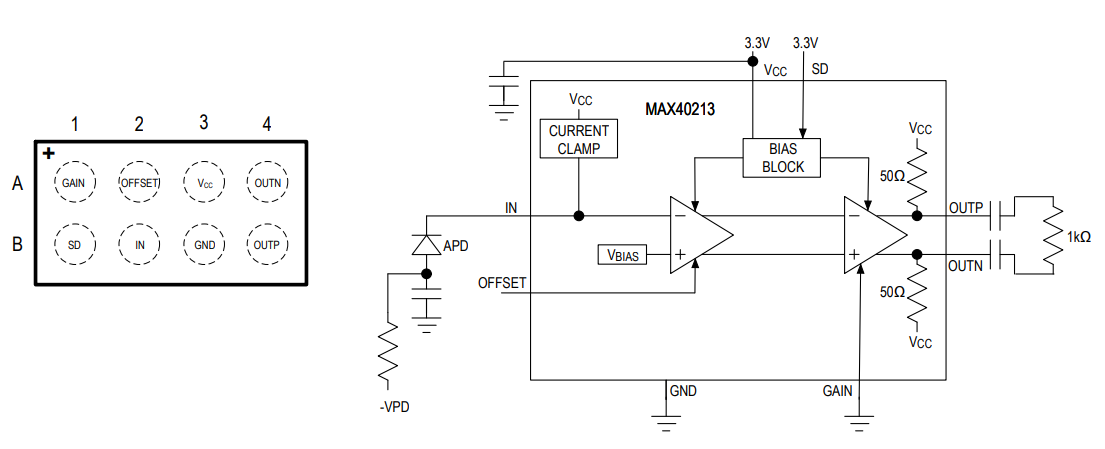 1 2 3 4
+
A GAIN OFFSET VCC OUTN
B SD IN GND OUTP
3.3V 3.3V
VCC SD
MAX40213
VCC
CURRENT
CLAMP
BIAS
BLOCK
VCC
50Ω
IN
− −
OUTP
1kΩ
APD
VBIAS
+ +
OUTN
OFFSET
50Ω
VCC
GND
GAIN
-VPD